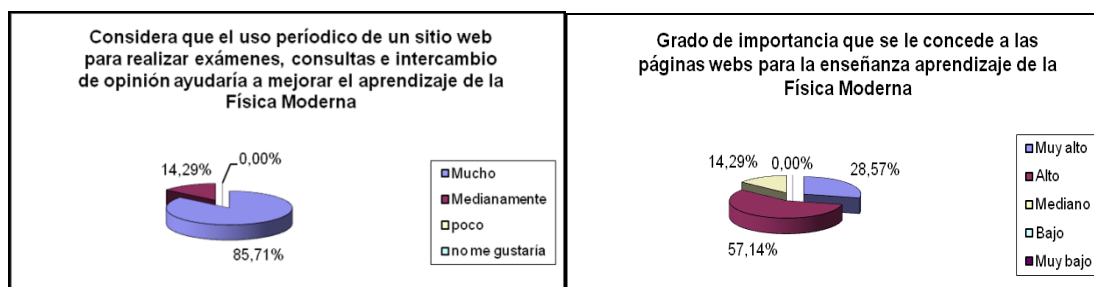 Considera que el uso períodico de un sitio web
para realizar exámenes, consultas e intercambio
de opinión ayudaría a mejorar el aprendizaje de la
Física Moderna
14,29%
0,00%
85,71%
Mucho
Medianamente
poco
no me gustaría
Grado de importancia que se le concede a las
páginas webs para la enseñanza aprendizaje de la
Física Moderna
14,29%
0,00%
28,57%
57,14%
Muy alto
Alto
Mediano
Bajo
Muy bajo